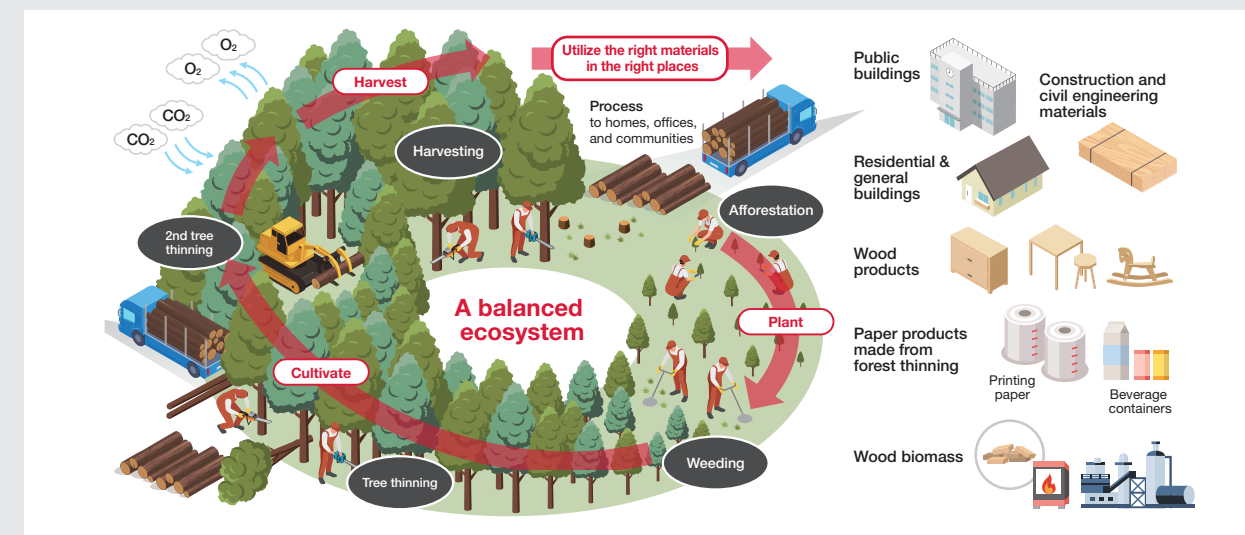 O₂
O₂
CO₂
CO₂
Harvest
Utilize the right materials
in the right places
Process
to homes, offices,
and communities
Harvesting
Afforestation
2nd tree
thinning
A balanced
ecosystem
Plant
Cultivate
Weeding
Tree thinning
Public
buildings
Construction and
civil engineering
materials
Residential &
general
buildings
Wood
products
Paper products
made from
forest thinning
Printing
paper
Beverage
containers
Wood biomass